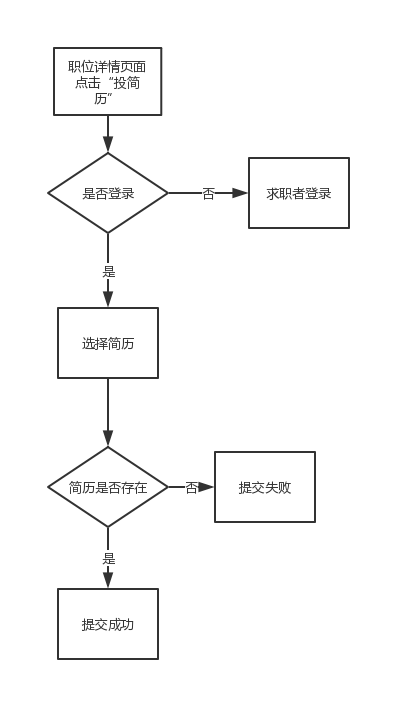 职位详情页面
点击“投简
历”
是否登录
否
求职者登录
是
选择简历
简历是否存在
否
提交失败
是
提交成功